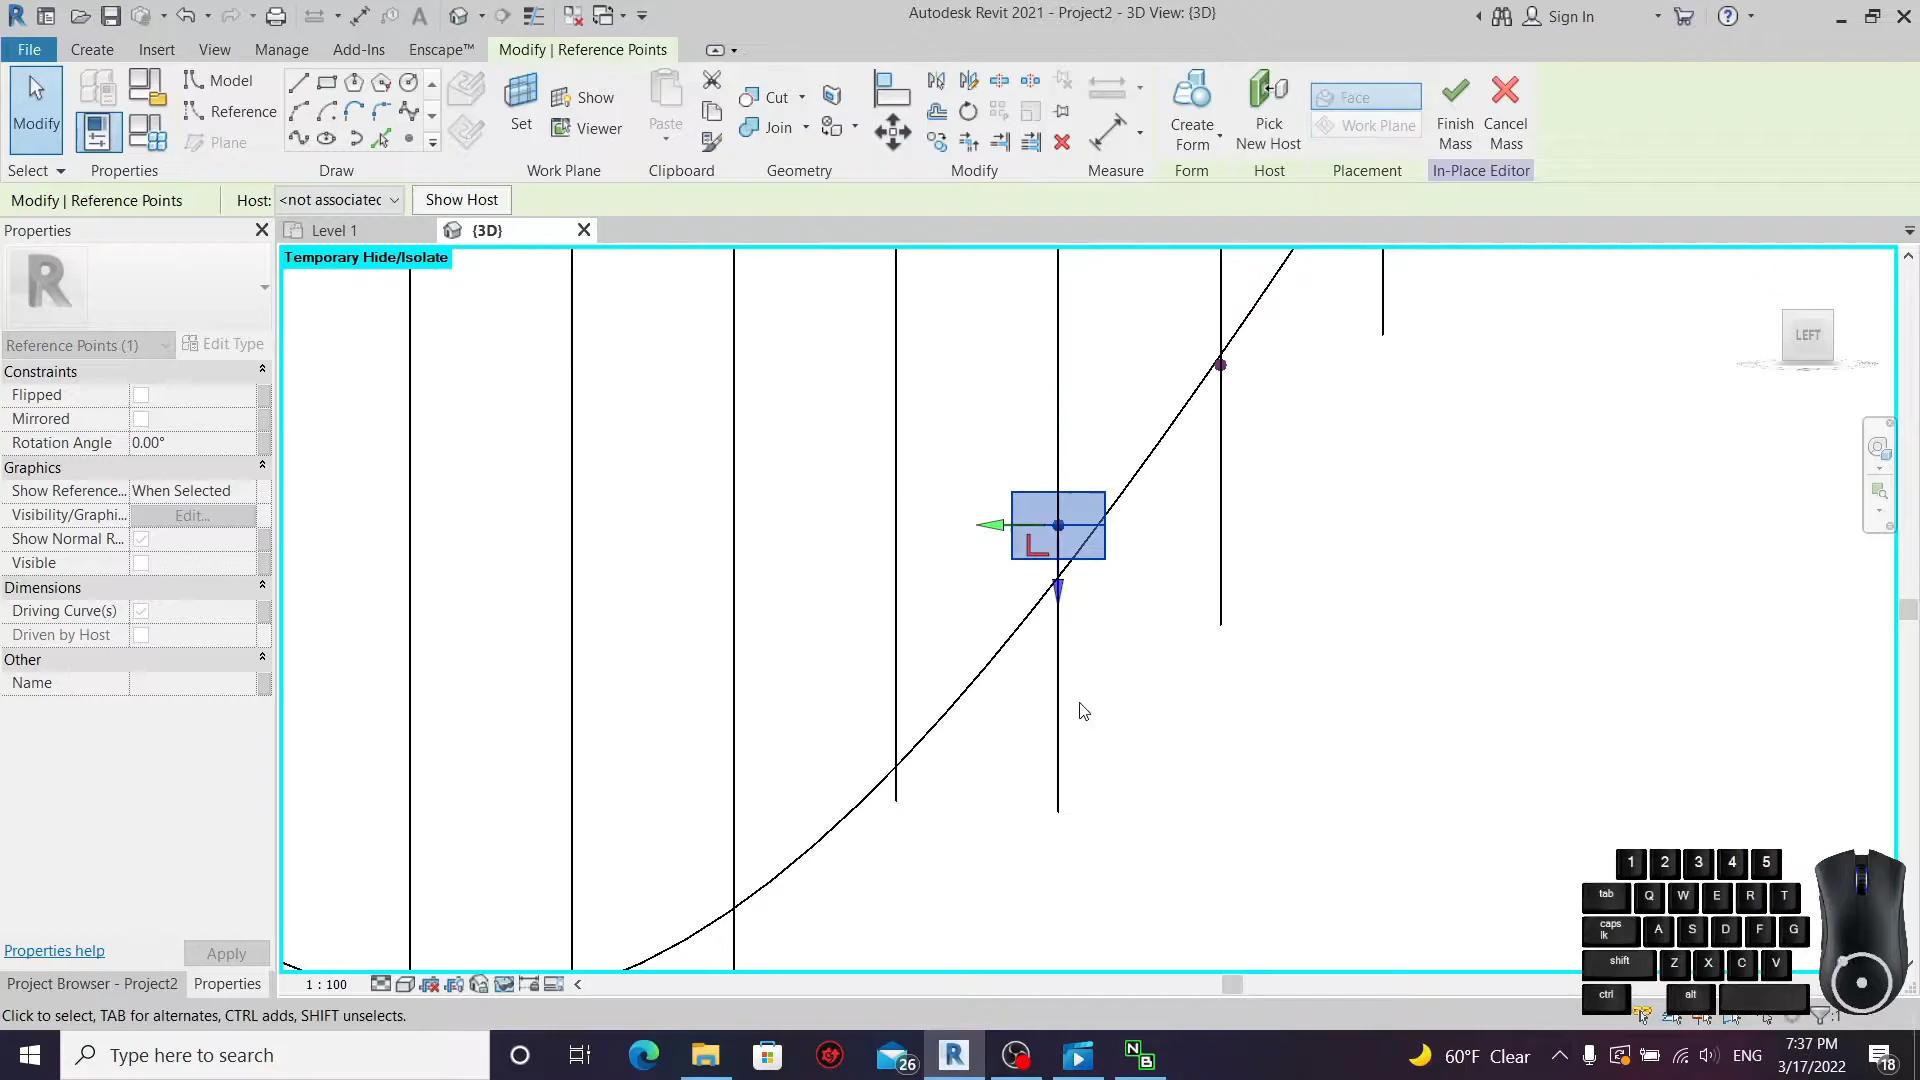 Autodesk Revit 2021 - Project2 - 3D View: {3D}
Sign In
File
Create
Insert
View
Manage
Add-Ins
Enscape™
Modify | Reference Points
Modify
Model
Reference
Plane
Set
Show
Viewer
Paste
Cut
Join
Create Form
Pick New Host
Face
Work Plane
Finish Mass
Cancel Mass
Select
Properties
Draw
Work Plane
Clipboard
Geometry
Modify
Measure
Form
Host
Placement
In-Place Editor
Modify | Reference Points
Host:
<not associatec
Show Host
Properties
Level 1
{3D}
Temporary Hide/Isolate
R
LEFT
Reference Points (1)
Edit Type
Constraints
Flipped
Mirrored
Rotation Angle 0.00°
Graphics
Show Reference... When Selected
Visibility/Graphi... Edit...
Show Normal R...
Visible
Dimensions
Driving Curve(s)
Driven by Host
Other
Name
Properties help
Apply
Project Browser - Project2
Properties
1 : 100
Click to select, TAB for alternates, CTRL adds, SHIFT unselects.
:1
1 2 3 4 5
tab Q W E R T
caps lk A S D F G
shift Z X C V
ctrl alt
Type here to search
26
R
N
B
60°F Clear
ENG
7:37 PM
3/17/2022
18